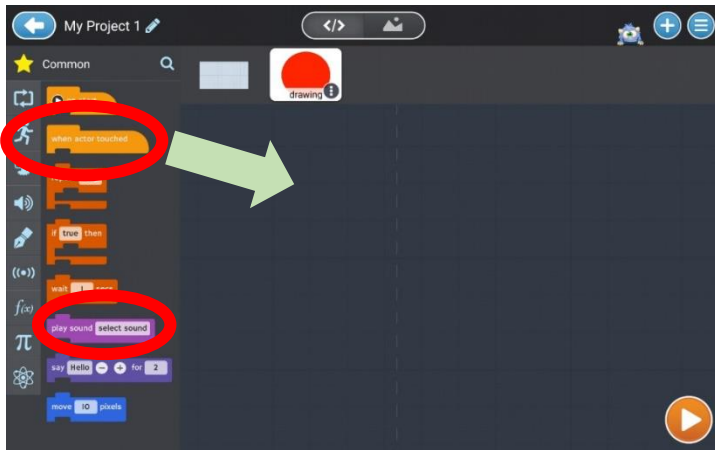 My Project 1
</>
Common
drawing
when actor touched
if true then
wait 1 secs
play sound select sound
say Hello - + for 2
move 10 pixels
((•))
f(x)
π